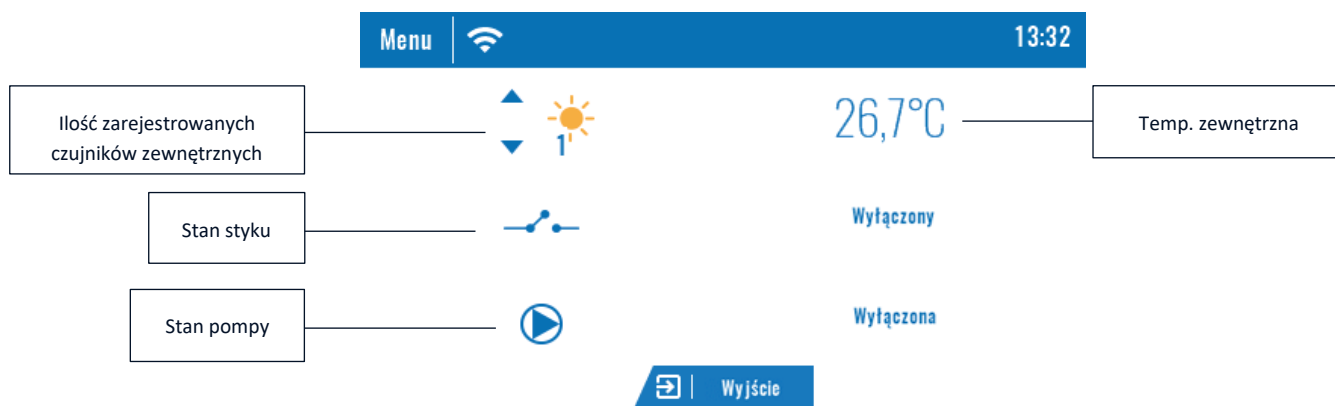 Menu
13:32
Ilość zarejestrowanych
czujników zewnętrznych
1
26,7°C
Temp. zewnętrzna
Stan styku
Wyłączony
Stan pompy
Wyłączona
Wyjście